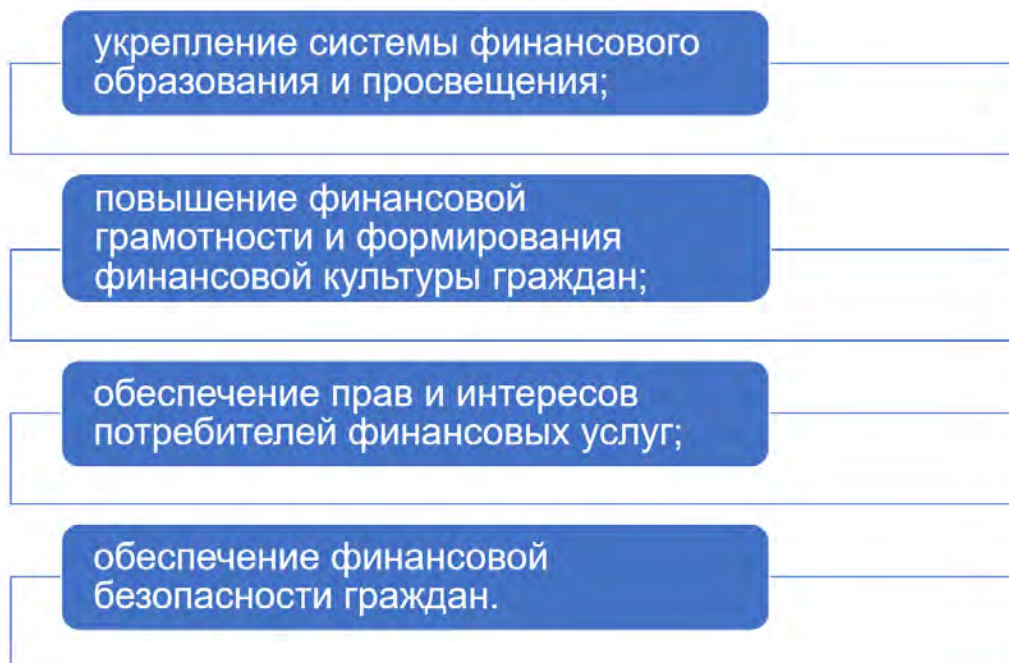 укрепление системы финансового
образования и просвещения;
повышение финансовой
грамотности и формирования
финансовой культуры граждан;
обеспечение прав и интересов
потребителей финансовых услуг;
обеспечение финансовой
безопасности граждан.